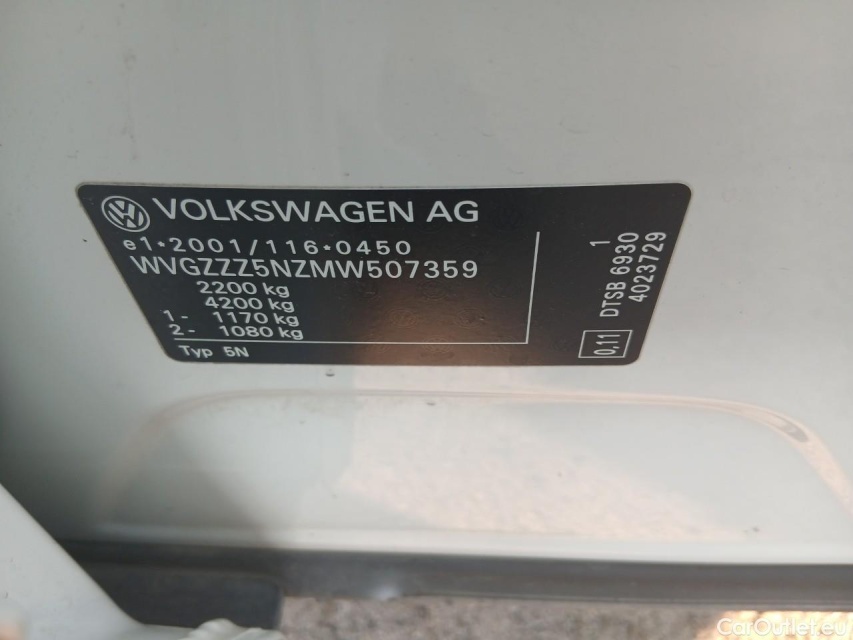 VOLKSWAGEN AG
e1*2001/116*0450
WVGZZZ5NZMW507359
2200 kg
4200 kg
1- 1170 kg
2- 1080 kg
Typ 5N
1
DTSB 6930
4023729
0,11
CarOutlet.eu